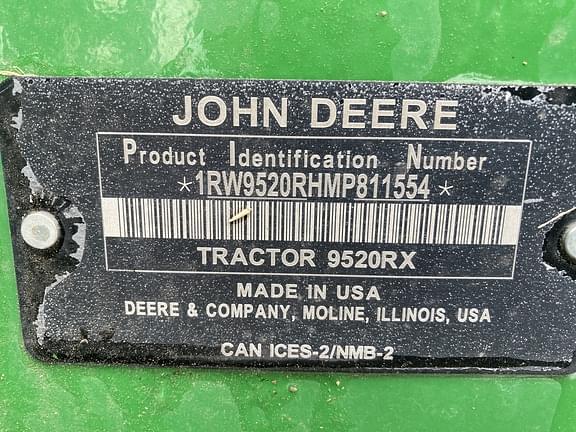 JOHN DEERE
Product Identification Number
*1RW9520RHMP811554*
TRACTOR 9520RX
MADE IN USA
DEERE & COMPANY, MOLINE, ILLINOIS, USA
CAN ICES-2/NMB-2